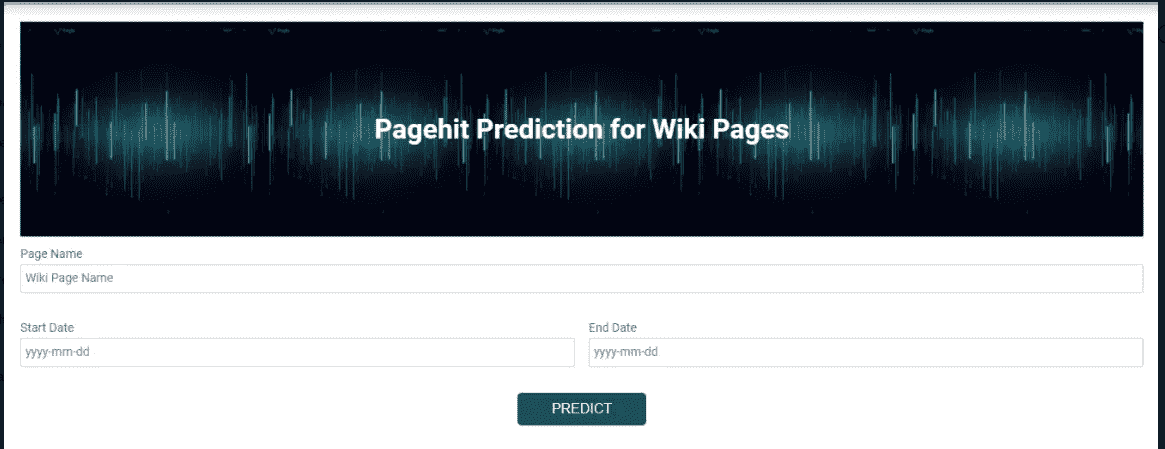 Pagehit Prediction for Wiki Pages
Page Name
Wiki Page Name
Start Date
End Date
yyyy-mm-dd
yyyy-mm-dd
PREDICT